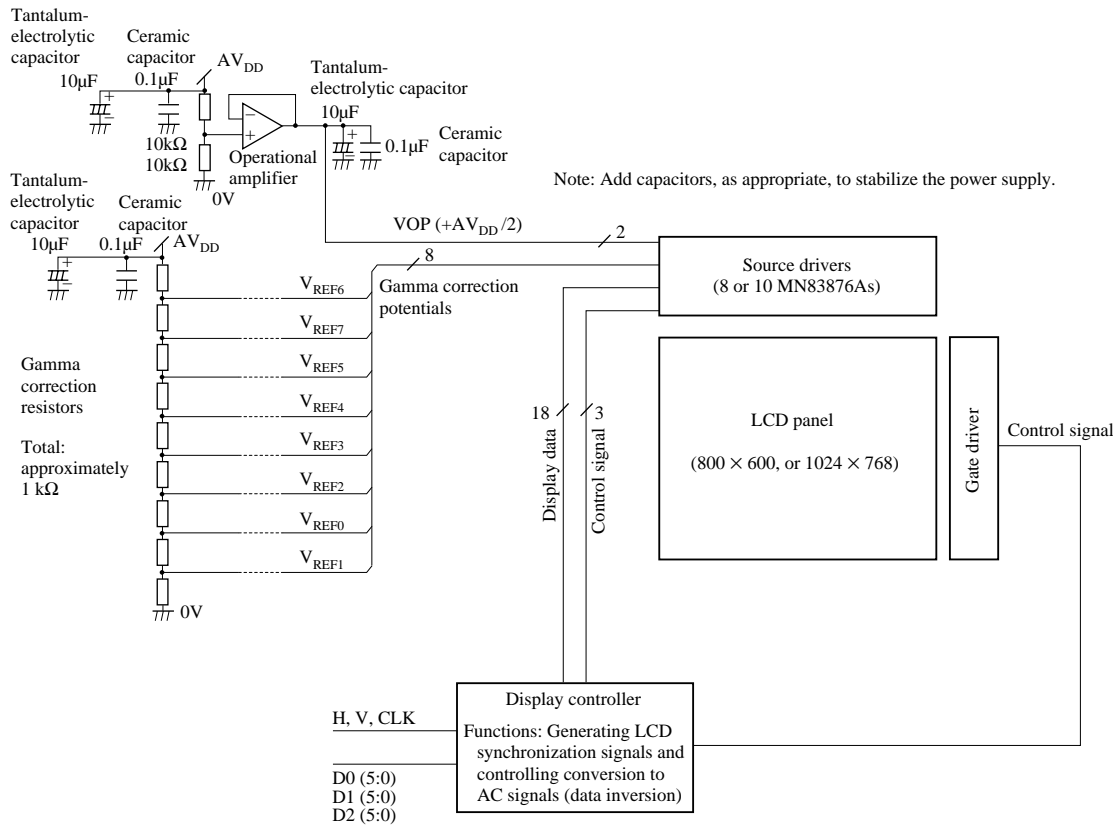 Tantalum-
electrolytic
capacitor
Ceramic
capacitor
AVDD
10µF
0.1µF
+
−
10kΩ
10kΩ
0V
−
+
Operational
amplifier
Tantalum-
electrolytic capacitor
10µF
+
−
0.1µF
Ceramic
capacitor
Note: Add capacitors, as appropriate, to stabilize the power supply.
Tantalum-
electrolytic
capacitor
Ceramic
capacitor
AVDD
10µF
0.1µF
+
−
VOP (+AVDD/2)
2
8
Gamma correction
potentials
VREF6
VREF7
VREF5
VREF4
VREF3
VREF2
VREF0
VREF1
Gamma
correction
resistors
Total:
approximately
1 kΩ
0V
Source drivers
(8 or 10 MN83876As)
LCD panel
(800 × 600, or 1024 × 768)
Gate driver
Control signal
18
3
Display data
Control signal
Display controller
Functions: Generating LCD
synchronization signals and
controlling conversion to
AC signals (data inversion)
H, V, CLK
D0 (5:0)
D1 (5:0)
D2 (5:0)